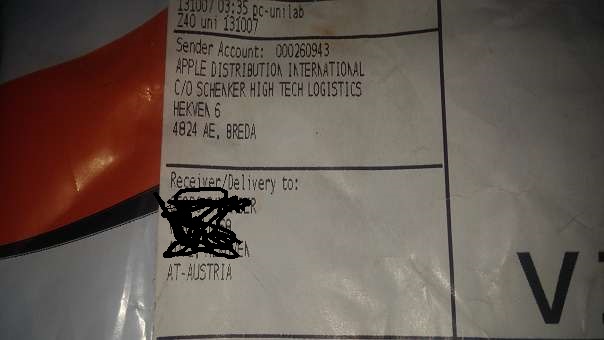 131007 03:35 pc-unilab
Z40 uni 131007
Sender Account: 000260943
APPLE DISTRIBUTION INTERNATIONAL
C/O SCHENKER HIGH TECH LOGISTICS
HEKVEN 6
4824 AE, BREDA
Receiver/Delivery to:
AT-AUSTRIA
V